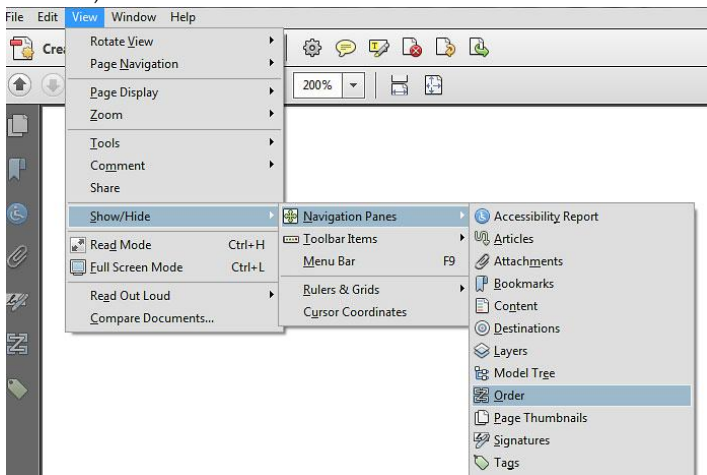 File Edit View Window Help
Crea
200%
Rotate View
Page Navigation
Page Display
Zoom
Tools
Comment
Share
Show/Hide
Read Mode Ctrl+H
Full Screen Mode Ctrl+L
Read Out Loud
Compare Documents...
Navigation Panes
Toolbar Items
Menu Bar F9
Rulers & Grids
Cursor Coordinates
Accessibility Report
Articles
Attachments
Bookmarks
Content
Destinations
Layers
Model Tree
Order
Page Thumbnails
Signatures
Tags